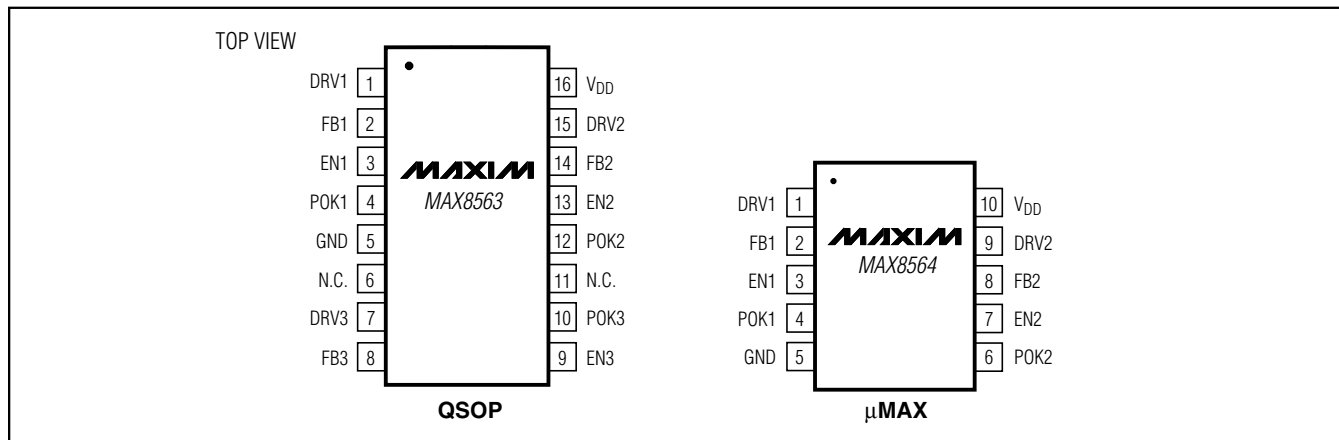 TOP VIEW
DRV1 1
FB1 2
EN1 3
POK1 4
GND 5
N.C. 6
DRV3 7
FB3 8
16 VDD
15 DRV2
14 FB2
13 EN2
12 POK2
11 N.C.
10 POK3
9 EN3
MAXIM
MAX8563
QSOP
DRV1 1
FB1 2
EN1 3
POK1 4
GND 5
10 VDD
9 DRV2
8 FB2
7 EN2
6 POK2
MAXIM
MAX8564
µMAX